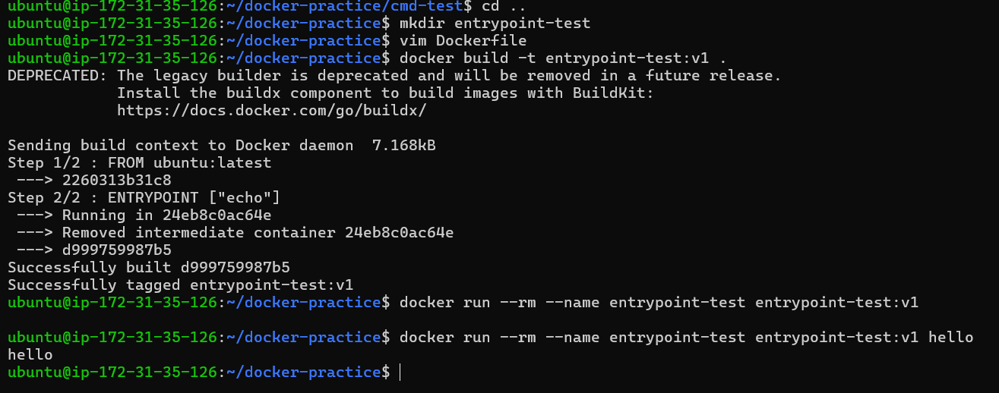 ubuntu@ip-172-31-35-126:~/docker-practice/cmd-test$ cd ..
ubuntu@ip-172-31-35-126:~/docker-practice$ mkdir entrypoint-test
ubuntu@ip-172-31-35-126:~/docker-practice$ vim Dockerfile
ubuntu@ip-172-31-35-126:~/docker-practice$ docker build -t entrypoint-test:v1 .
DEPRECATED: The legacy builder is deprecated and will be removed in a future release.
            Install the buildx component to build images with BuildKit:
            https://docs.docker.com/go/buildx/

Sending build context to Docker daemon  7.168kB
Step 1/2 : FROM ubuntu:latest
 ---> 2260313b31c8
Step 2/2 : ENTRYPOINT ["echo"]
 ---> Running in 24eb8c0ac64e
 ---> Removed intermediate container 24eb8c0ac64e
 ---> d999759987b5
Successfully built d999759987b5
Successfully tagged entrypoint-test:v1
ubuntu@ip-172-31-35-126:~/docker-practice$ docker run --rm --name entrypoint-test entrypoint-test:v1

ubuntu@ip-172-31-35-126:~/docker-practice$ docker run --rm --name entrypoint-test entrypoint-test:v1 hello
hello
ubuntu@ip-172-31-35-126:~/docker-practice$